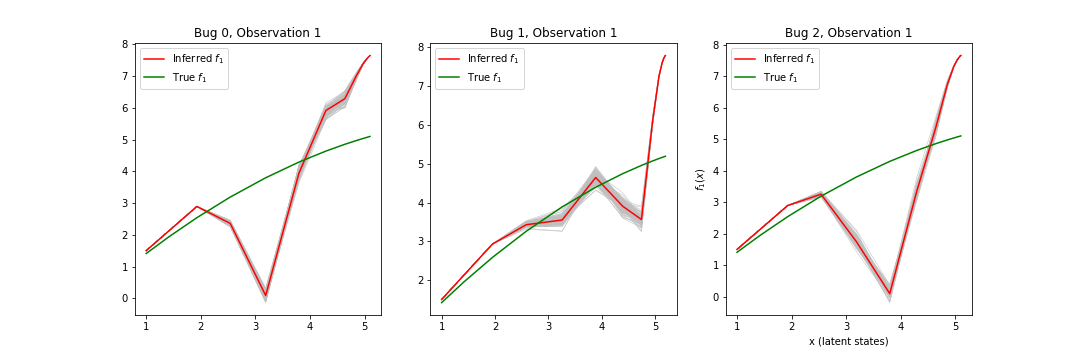 Bug 0, Observation 1
Inferred f₁
True f₁
8
7
6
5
4
3
2
1
0
1 2 3 4 5
Bug 1, Observation 1
Inferred f₁
True f₁
8
7
6
5
4
3
2
1 2 3 4 5
Bug 2, Observation 1
Inferred f₁
True f₁
f₁(x)
8
7
6
5
4
3
2
1
0
1 2 3 4 5
x (latent states)